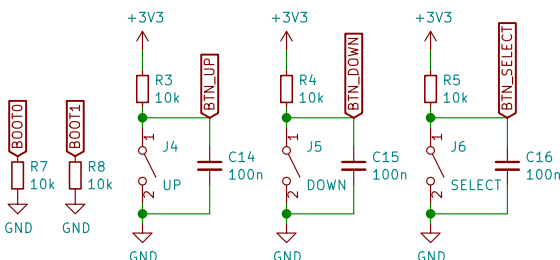 +3V3
+3V3
+3V3
BTN_UP
BTN_DOWN
BTN_SELECT
R3
10k
R4
10k
R5
10k
BOOT0
BOOT1
1
J4
1
J5
1
J6
R7
10k
R8
10k
C14
100n
C15
100n
C16
100n
2
UP
2
DOWN
2
SELECT
GND
GND
GND
GND
GND